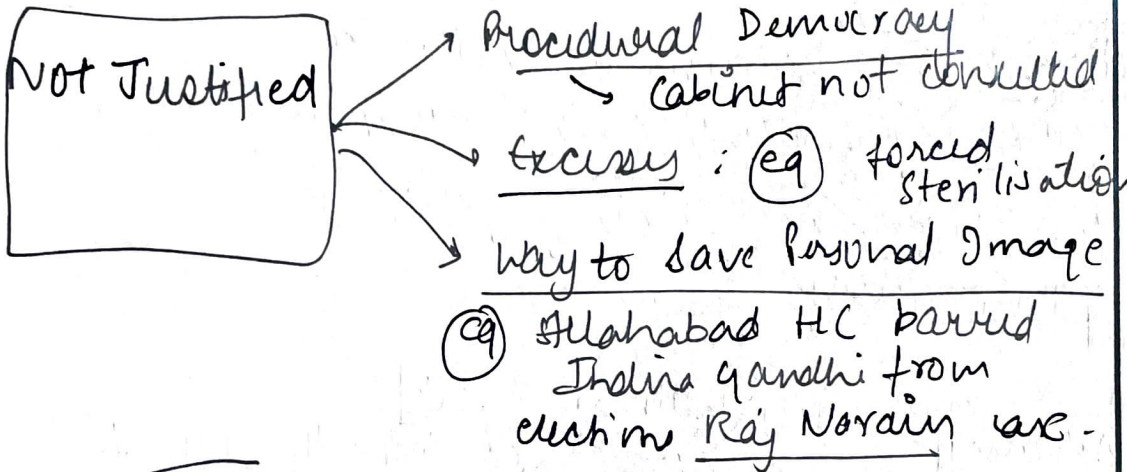 Not Justified
Procedural Democracy
cabinet not consulted
Excesses : eg forced
sterilisation
Way to save Personal Image
eg Allahabad HC barred
Indira Gandhi from
elections Raj Narain case.